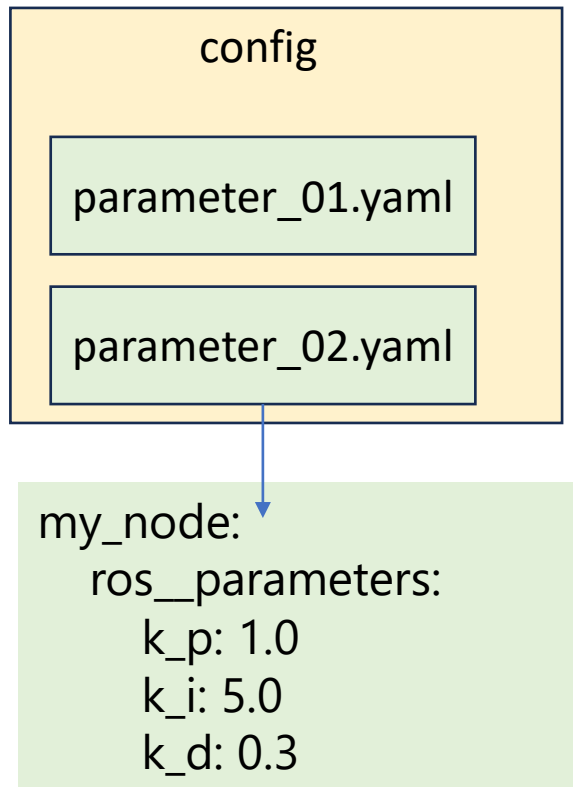 config
parameter_01.yaml
parameter_02.yaml
my_node:
ros__parameters:
k_p: 1.0
k_i: 5.0
k_d: 0.3